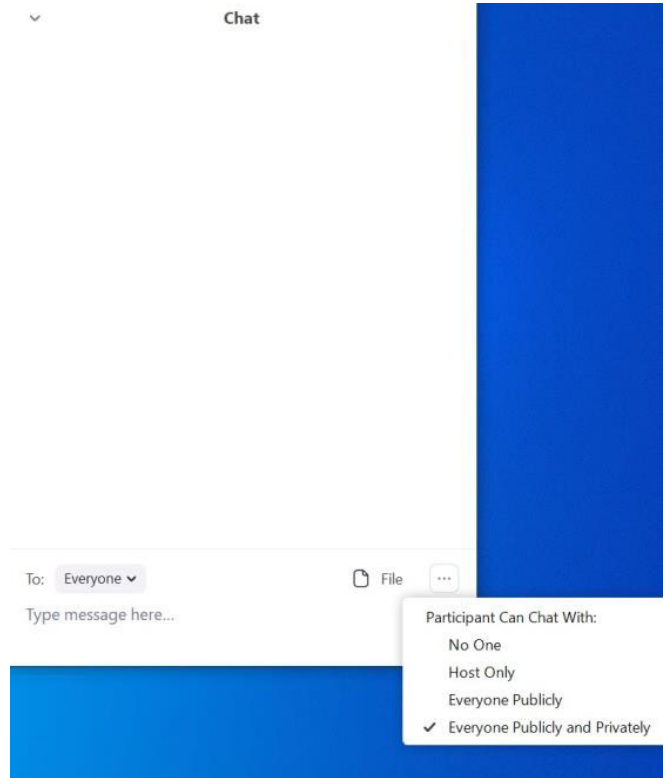 Chat
To: Everyone File ...
Type message here...
Participant Can Chat With:
No One
Host Only
Everyone Publicly
Everyone Publicly and Privately